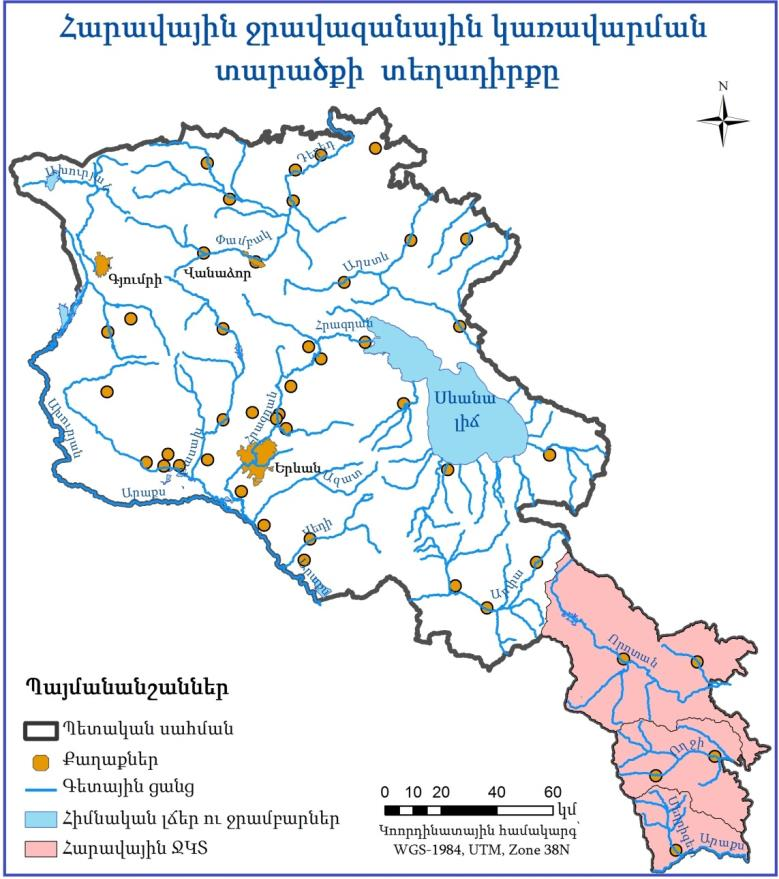 Հարավային ջրավազանային կառավարման
տարածքի տեղադիրքը
N
Ախուրյան
Դեբեդ
Փամբակ
Գյումրի
Վանաձոր
Աղստև
Հրազդան
Սևանա
լիճ
Ախուրյան
Հրազդան
Քասախ
Երևան
Ազատ
Արաքս
Վեդի
Արաքս
Արփա
Որոտան
Ողջի
Մեղրիգետ
Արաքս
Պայմանանշաններ
Պետական սահման
Քաղաքներ
Գետային ցանց
Հիմնական լճեր ու ջրամբարներ
Հարավային ՋԿՏ
0 10 20 40 60
կմ
Կոորդինատային համակարգ՝
WGS-1984, UTM, Zone 38N